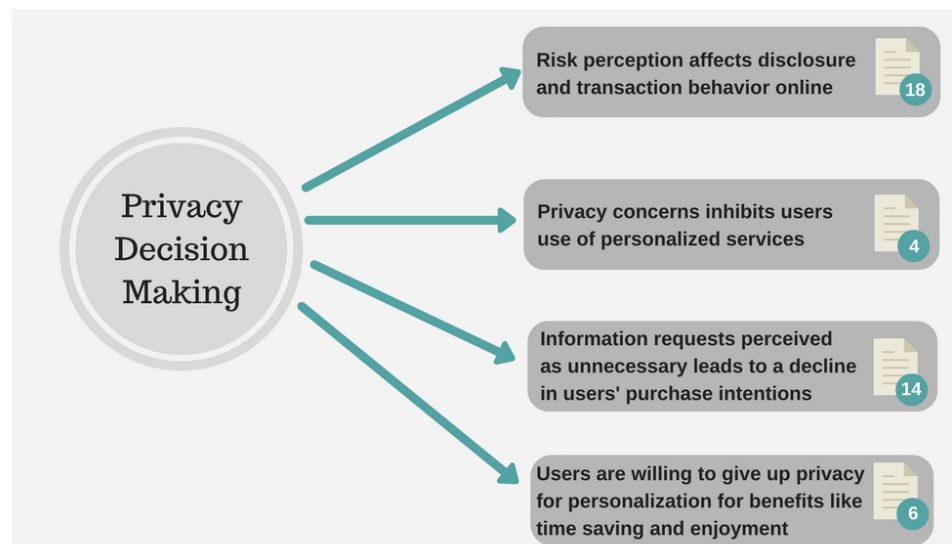 Privacy
Decision
Making
Risk perception affects disclosure
and transaction behavior online
18
Privacy concerns inhibits users
use of personalized services
4
Information requests perceived
as unnecessary leads to a decline
in users' purchase intentions
14
Users are willing to give up privacy
for personalization for benefits like
time saving and enjoyment
6